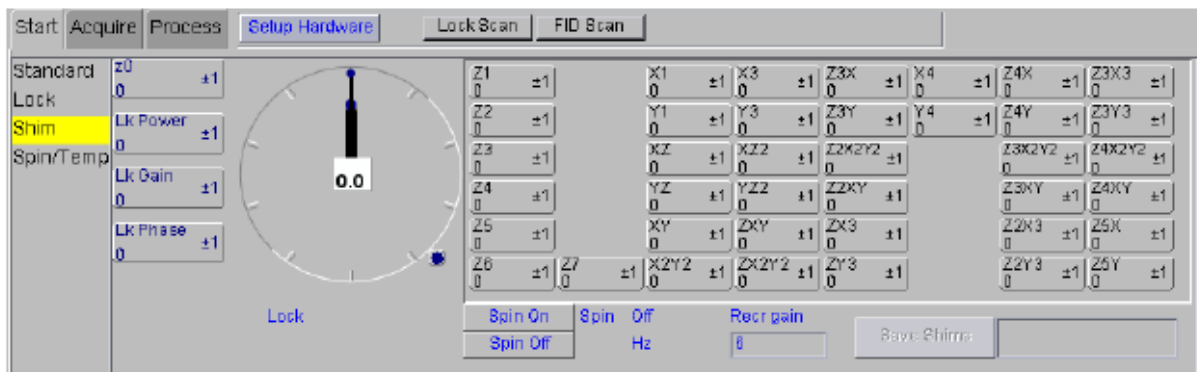 Start Acquire Process Setup Hardware Lock Scan FID Scan
Standard
Lock
Shim
Spin/Temp
z0 ±1
0
Lk Power ±1
0
Lk Gain ±1
0
Lk Phase ±1
0
0.0
Lock
Z1 ±1 X1 ±1 X3 ±1 Z3X ±1 X4 ±1 Z4X ±1 Z3X3 ±1
0 0 0 0 0 0 0
Z2 ±1 Y1 ±1 Y3 ±1 Z3Y ±1 Y4 ±1 Z4Y ±1 Z3Y3 ±1
0 0 0 0 0 0 0
Z3 ±1 XZ ±1 XZ2 ±1 Z2X2Y2 ±1 Z3X2Y2 ±1 Z4X2Y2 ±1
0 0 0 0 0 0
Z4 ±1 YZ ±1 YZ2 ±1 Z2XY ±1 Z3XY ±1 Z4XY ±1
0 0 0 0 0 0
Z5 ±1 XY ±1 ZXY ±1 ZX3 ±1 Z2X3 ±1 Z5X ±1
0 0 0 0 0 0
Z6 ±1 Z7 ±1 X2Y2 ±1 ZX2Y2 ±1 ZY3 ±1 Z2Y3 ±1 Z5Y ±1
0 0 0 0 0 0 0
Spin On Spin Off Recr gain
Spin Off Hz 6 Save Shims